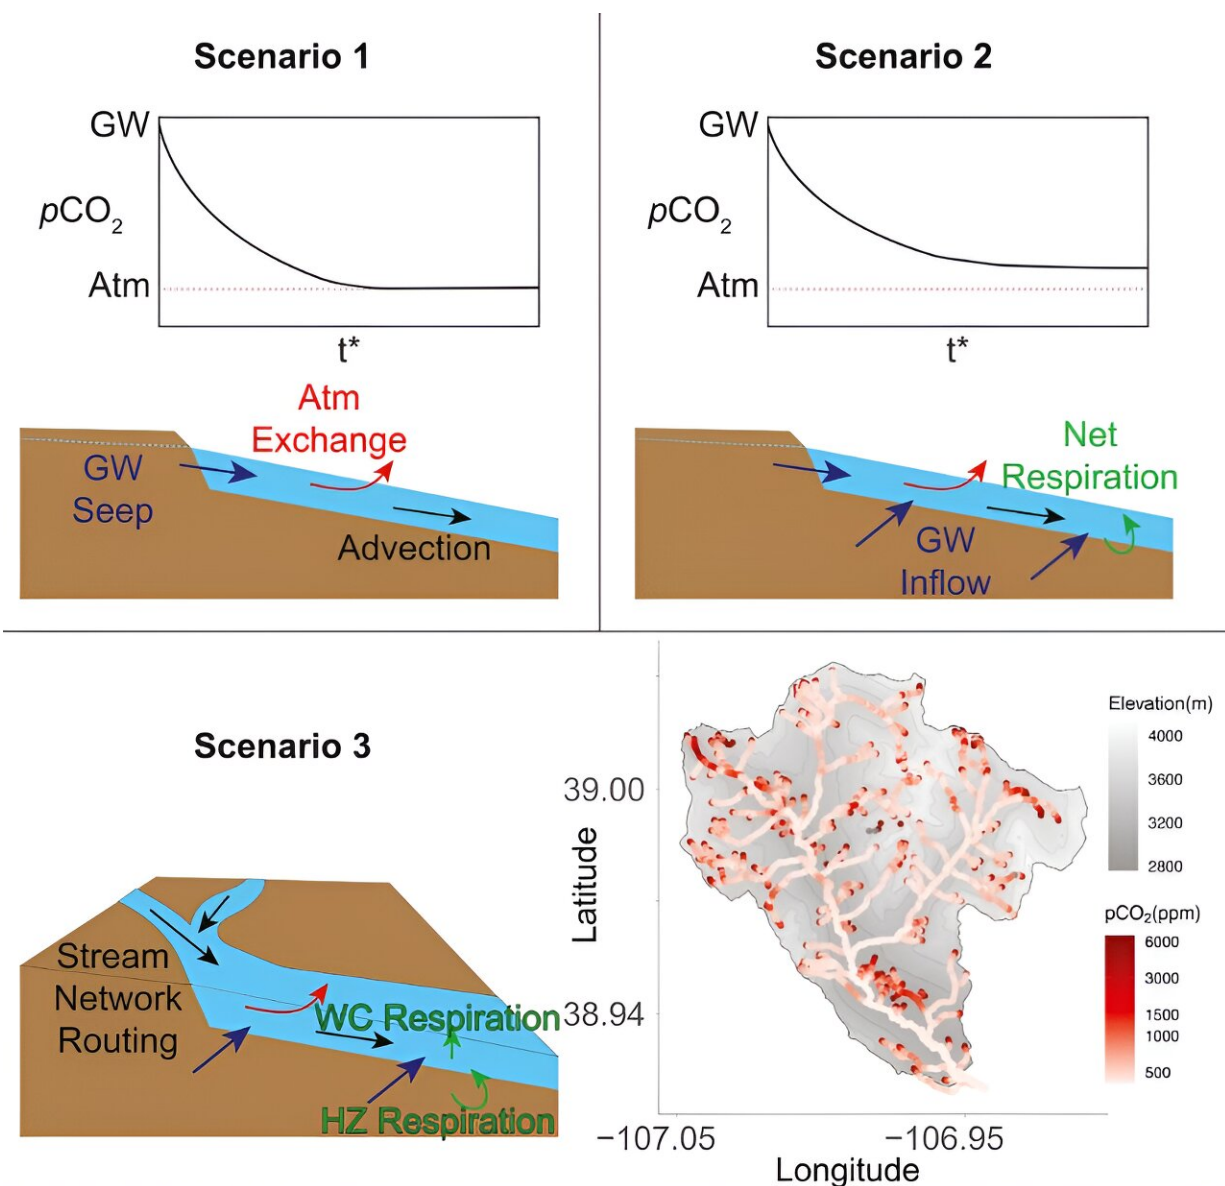 Scenario 1
GW
pCO2
Atm
t*
Atm
Exchange
GW
Seep
Advection
Scenario 2
GW
pCO2
Atm
t*
Net
Respiration
GW
Inflow
Scenario 3
Stream
Network
Routing
WC Respiration
HZ Respiration
Latitude
39.00
38.94
−107.05
−106.95
Longitude
Elevation(m)
4000
3600
3200
2800
pCO2(ppm)
6000
3000
1500
1000
500